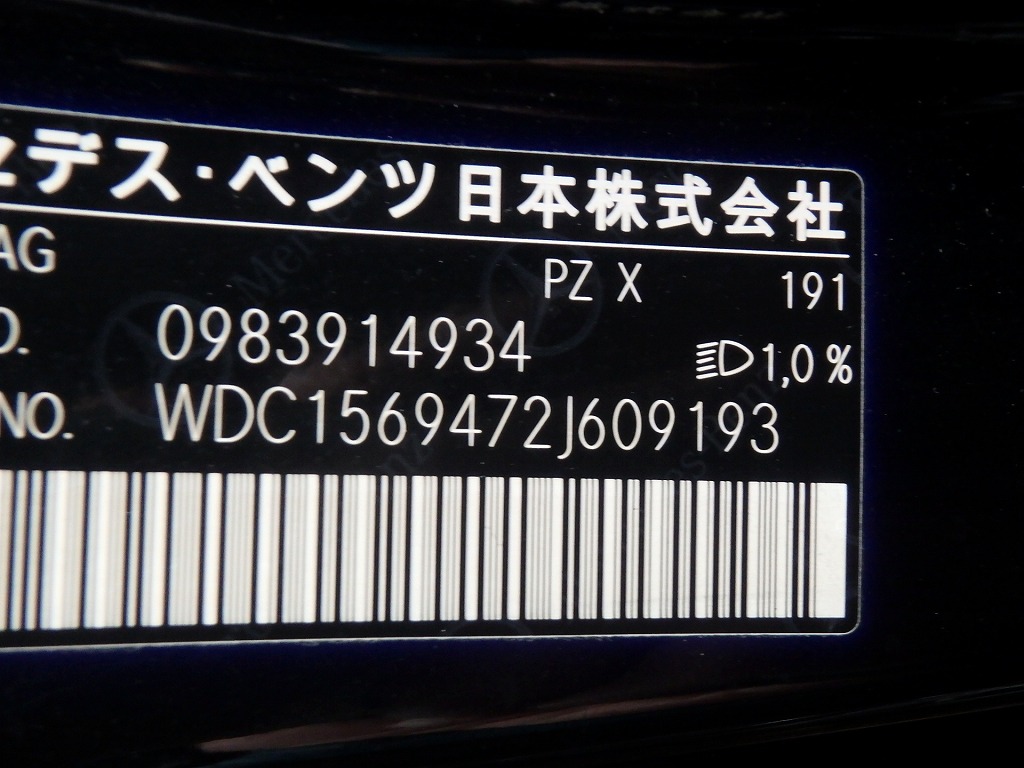 セデス・ベンツ日本株式会社
AG
PZ X 191
O. 0983914934
1,0 %
NO. WDC1569472J609193